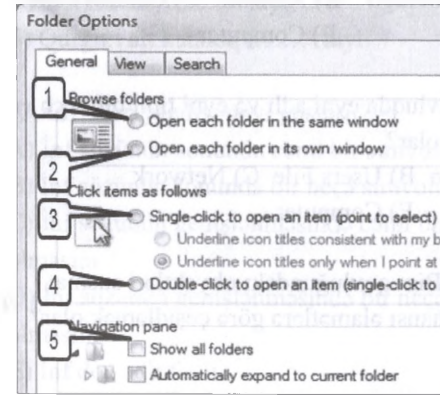 Folder Options
General View Search
1
Browse folders
Open each folder in the same window
2
Open each folder in its own window
Click items as follows
3
Single-click to open an item (point to select)
Underline icon titles consistent with my b
Underline icon titles only when I point at
4
Double-click to open an item (single-click to
5
Navigation pane
Show all folders
Automatically expand to current folder